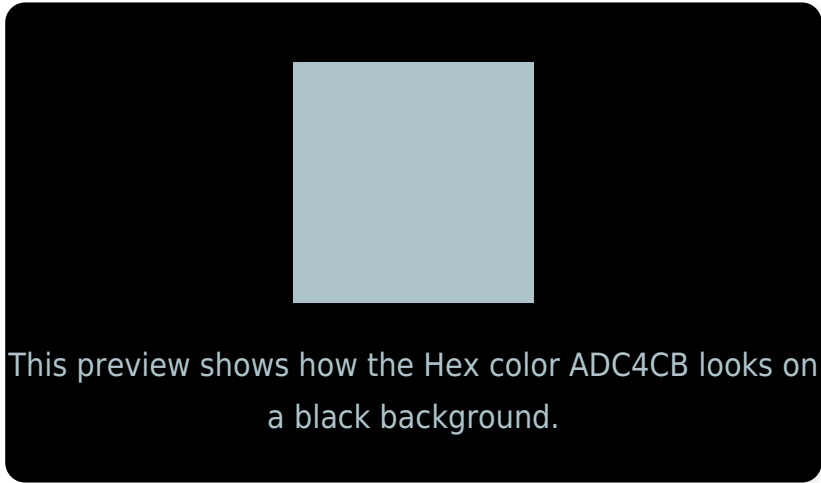 This preview shows how the Hex color ADC4CB looks on
a black background.